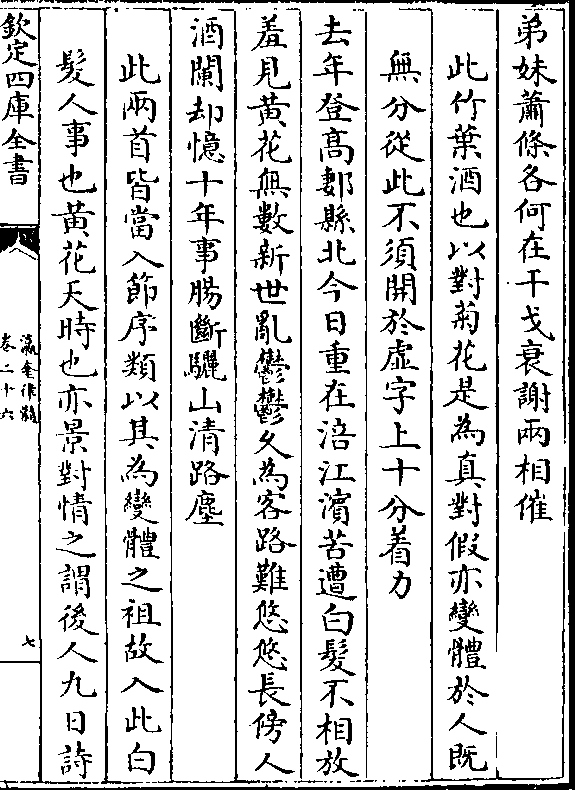 弟妹蕭條各何在干戈衰謝兩相催
此竹葉酒也以對菊花是為真對假亦變體於人既
無分從此不須開於虛字上十分着力
去年登髙郪縣北今日重在涪江濱苦遭白髮不相放
羞見黄花無數新世亂鬱鬱乆為客路難悠悠長傍人
酒闌却憶十年事腸斷驪山清路塵
此兩首皆當入節序類以其為變體之祖故入此白
髮人事也黄花天時也亦景對情之謂後人九日詩
欽定四庫全書
瀛奎律髓
卷二十六
七